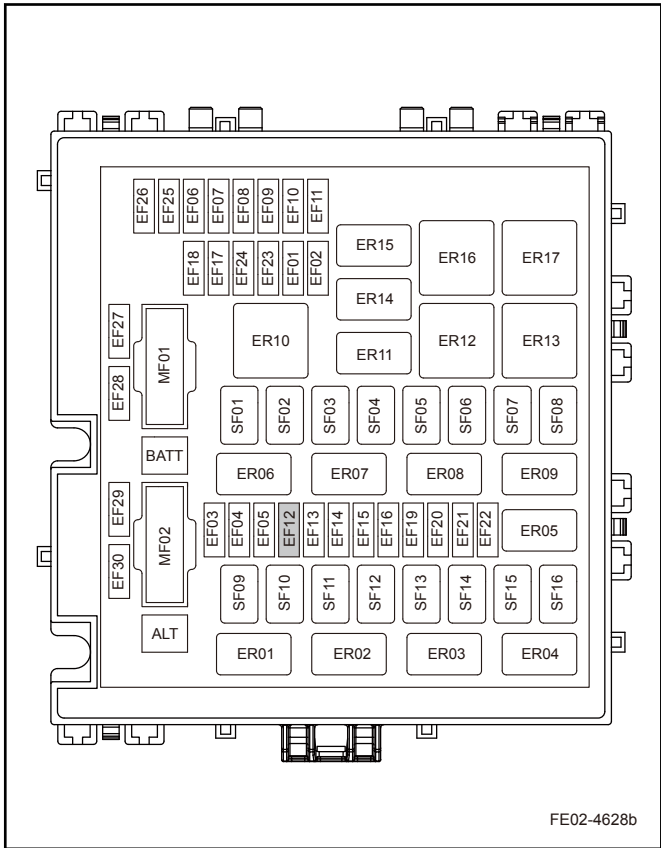 EF26 EF25 EF06 EF07 EF08 EF09 EF10 EF11
ER15 ER16 ER17
EF18 EF17 EF24 EF23 EF01 EF02
ER14
EF27 MF01 ER10 ER11 ER12 ER13
EF28 SF01 SF02 SF03 SF04 SF05 SF06 SF07 SF08
BATT ER06 ER07 ER08 ER09
EF29 MF02 EF03 EF04 EF05 EF12 EF13 EF14 EF15 EF16 EF19 EF20 EF21 EF22 ER05
EF30 SF09 SF10 SF11 SF12 SF13 SF14 SF15 SF16
ALT ER01 ER02 ER03 ER04
FE02-4628b